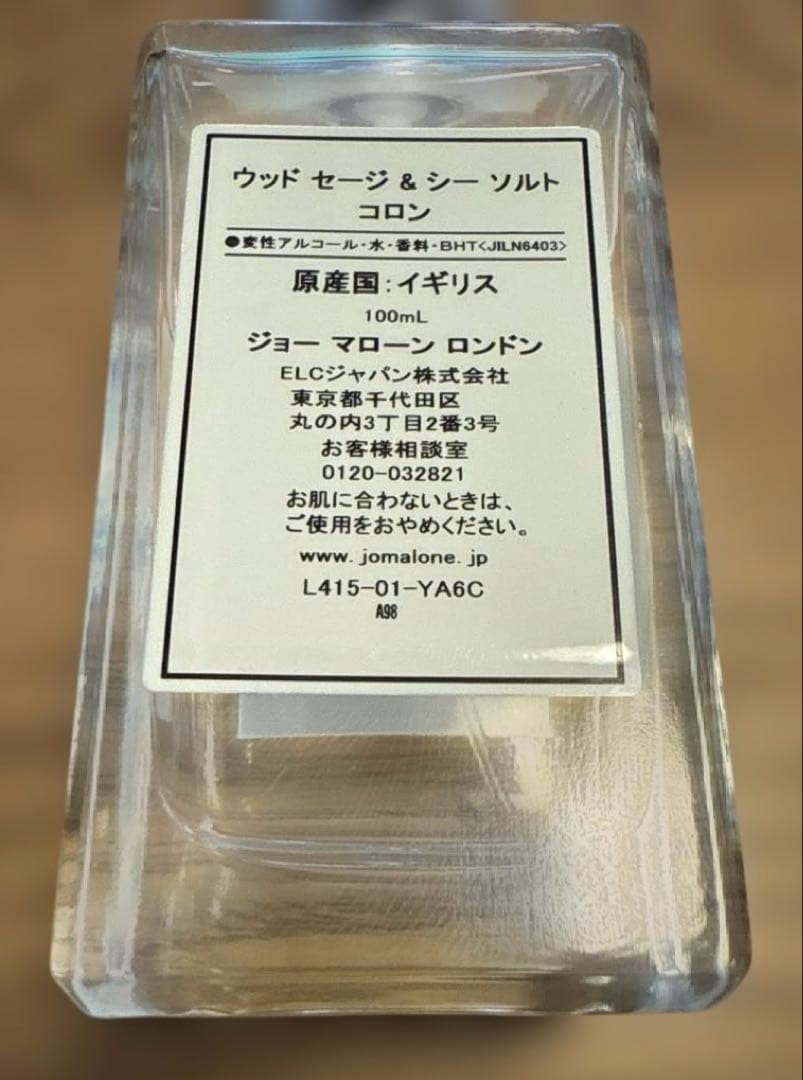 ウッド セージ & シー ソルト
コロン
●変性アルコール・水・香料・BHT<JILN6403>
原産国:イギリス
100mL
ジョー マローン ロンドン
ELCジャパン株式会社
東京都千代田区
丸の内3丁目2番3号
お客様相談室
0120-032821
お肌に合わないときは、
ご使用をおやめください。
www.jomalone.jp
L415-01-YA6C
A98